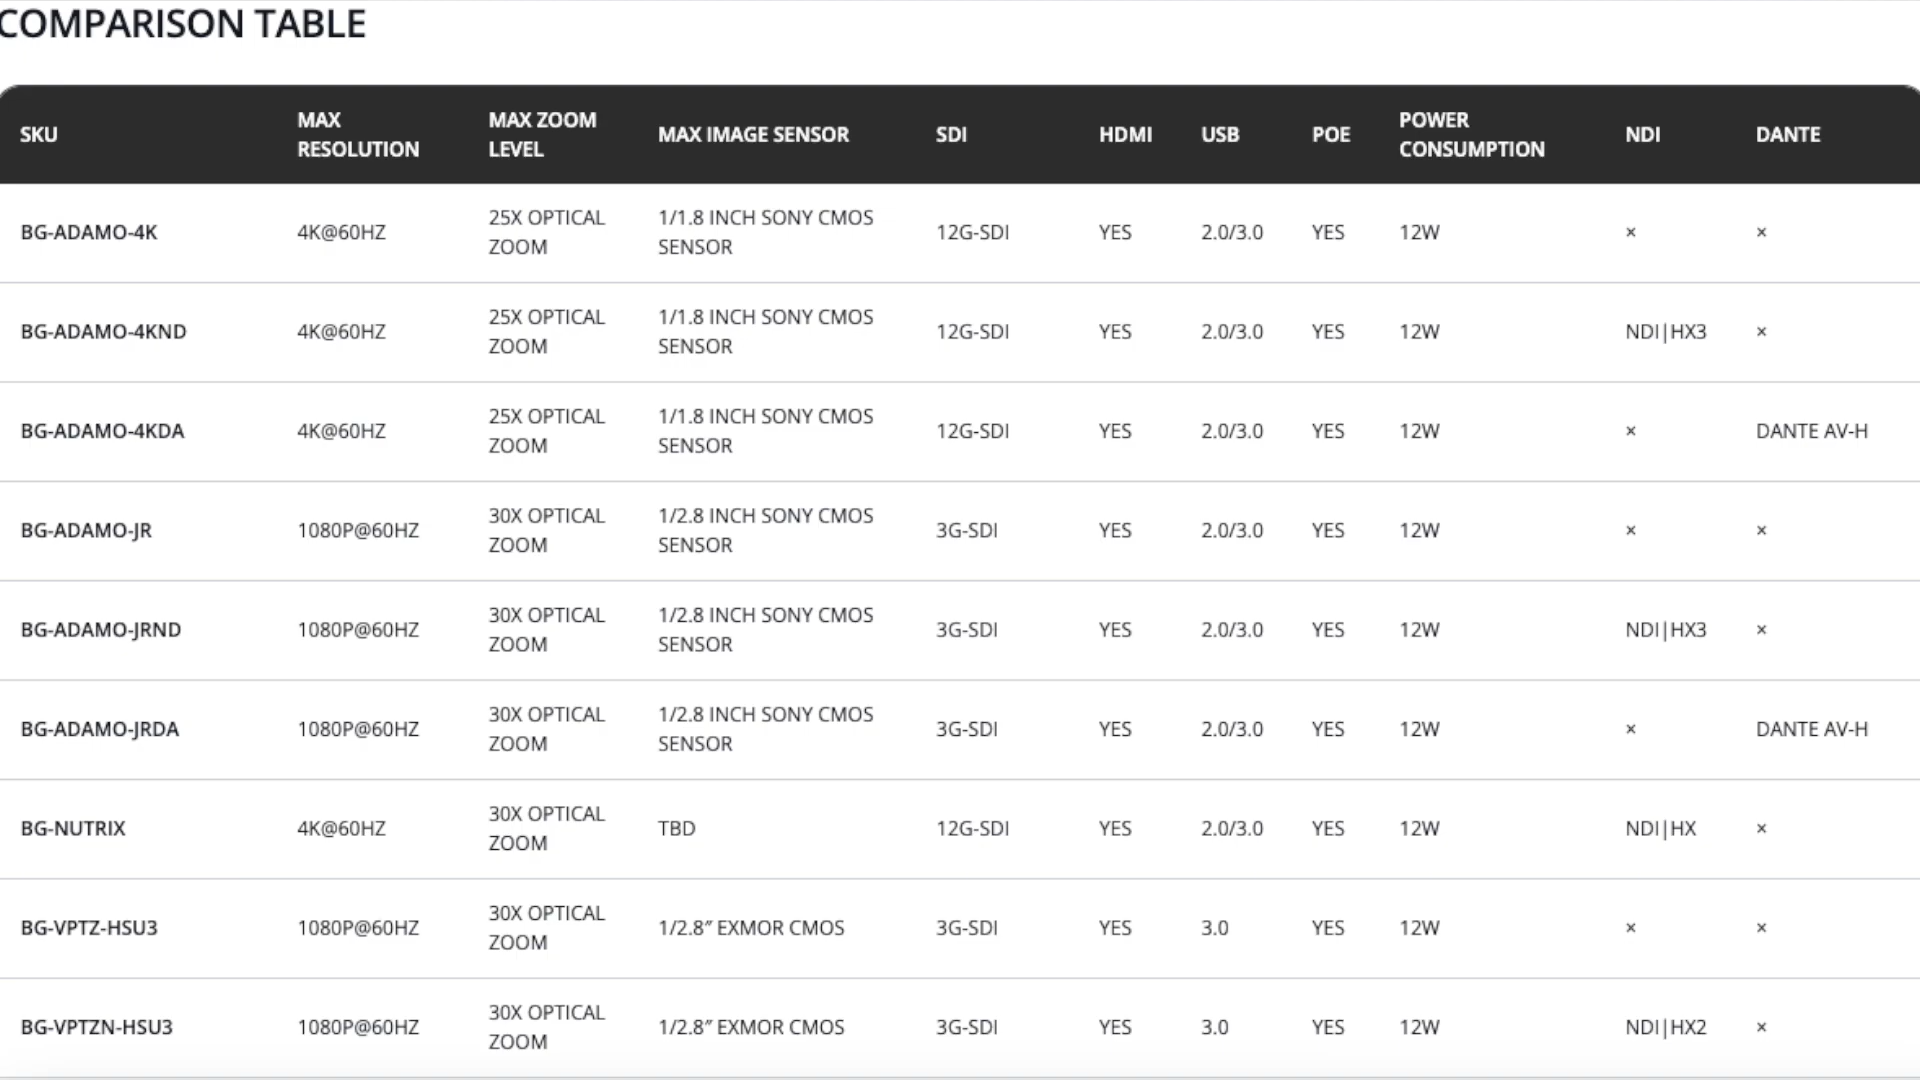 COMPARISON TABLE
SKU MAX RESOLUTION MAX ZOOM LEVEL MAX IMAGE SENSOR SDI HDMI USB POE POWER CONSUMPTION NDI DANTE
BG-ADAMO-4K 4K@60HZ 25X OPTICAL ZOOM 1/1.8 INCH SONY CMOS SENSOR 12G-SDI YES 2.0/3.0 YES 12W × ×
BG-ADAMO-4KND 4K@60HZ 25X OPTICAL ZOOM 1/1.8 INCH SONY CMOS SENSOR 12G-SDI YES 2.0/3.0 YES 12W NDI|HX3 ×
BG-ADAMO-4KDA 4K@60HZ 25X OPTICAL ZOOM 1/1.8 INCH SONY CMOS SENSOR 12G-SDI YES 2.0/3.0 YES 12W × DANTE AV-H
BG-ADAMO-JR 1080P@60HZ 30X OPTICAL ZOOM 1/2.8 INCH SONY CMOS SENSOR 3G-SDI YES 2.0/3.0 YES 12W × ×
BG-ADAMO-JRND 1080P@60HZ 30X OPTICAL ZOOM 1/2.8 INCH SONY CMOS SENSOR 3G-SDI YES 2.0/3.0 YES 12W NDI|HX3 ×
BG-ADAMO-JRDA 1080P@60HZ 30X OPTICAL ZOOM 1/2.8 INCH SONY CMOS SENSOR 3G-SDI YES 2.0/3.0 YES 12W × DANTE AV-H
BG-NUTRIX 4K@60HZ 30X OPTICAL ZOOM TBD 12G-SDI YES 2.0/3.0 YES 12W NDI|HX ×
BG-VPTZ-HSU3 1080P@60HZ 30X OPTICAL ZOOM 1/2.8″ EXMOR CMOS 3G-SDI YES 3.0 YES 12W × ×
BG-VPTZN-HSU3 1080P@60HZ 30X OPTICAL ZOOM 1/2.8″ EXMOR CMOS 3G-SDI YES 3.0 YES 12W NDI|HX2 ×